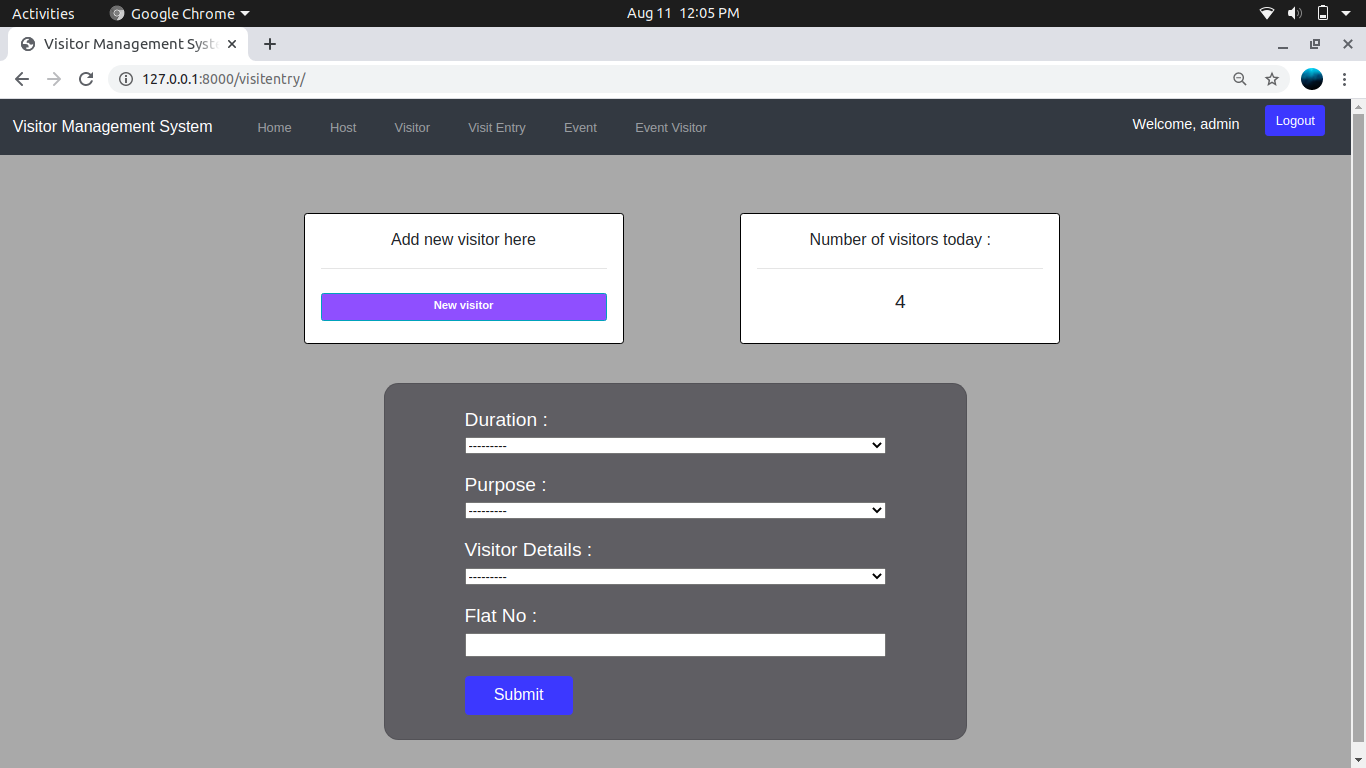 Activities Google Chrome Aug 11 12:05 PM
Visitor Management Syst
127.0.0.1:8000/visitentry/
Visitor Management System Home Host Visitor Visit Entry Event Event Visitor Welcome, admin Logout
Add new visitor here
New visitor
Number of visitors today :
4
Duration :
---------
Purpose :
---------
Visitor Details :
---------
Flat No :
Submit